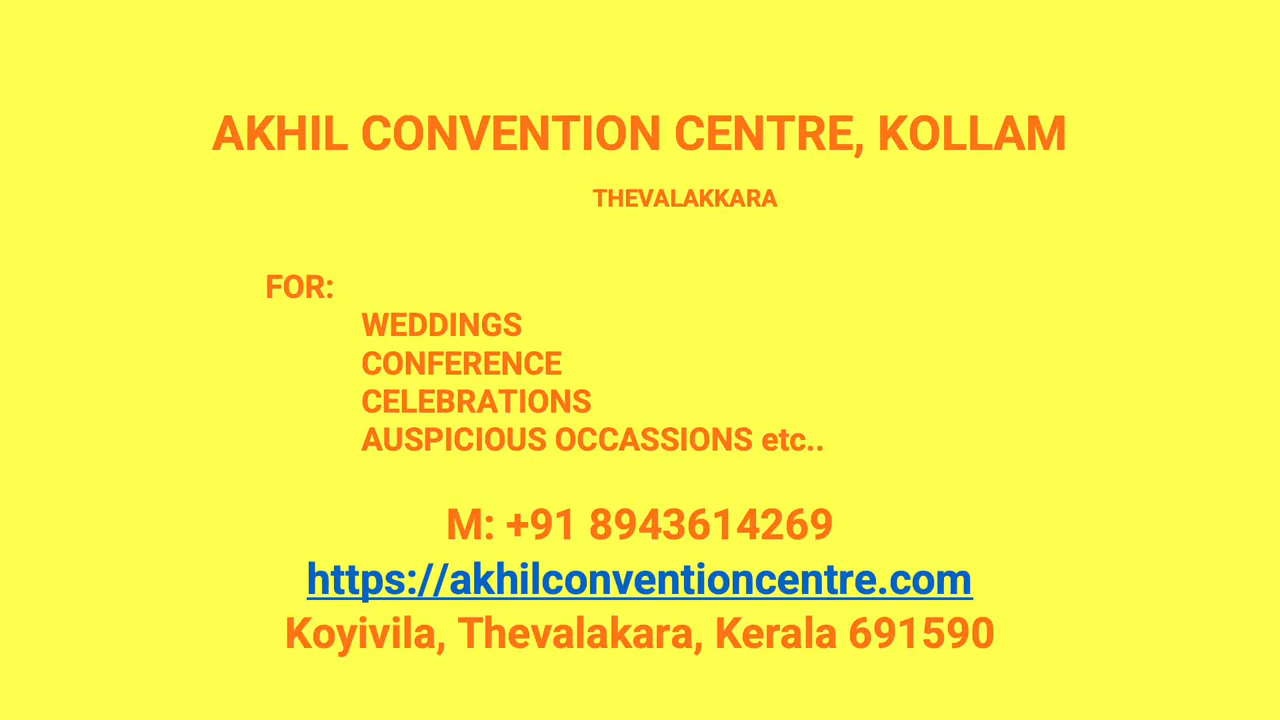 AKHIL CONVENTION CENTRE, KOLLAM
THEVALAKKARA
FOR:
WEDDINGS
CONFERENCE
CELEBRATIONS
AUSPICIOUS OCCASSIONS etc..
M: +91 8943614269
https://akhilconventioncentre.com
Koyivila, Thevalakara, Kerala 691590